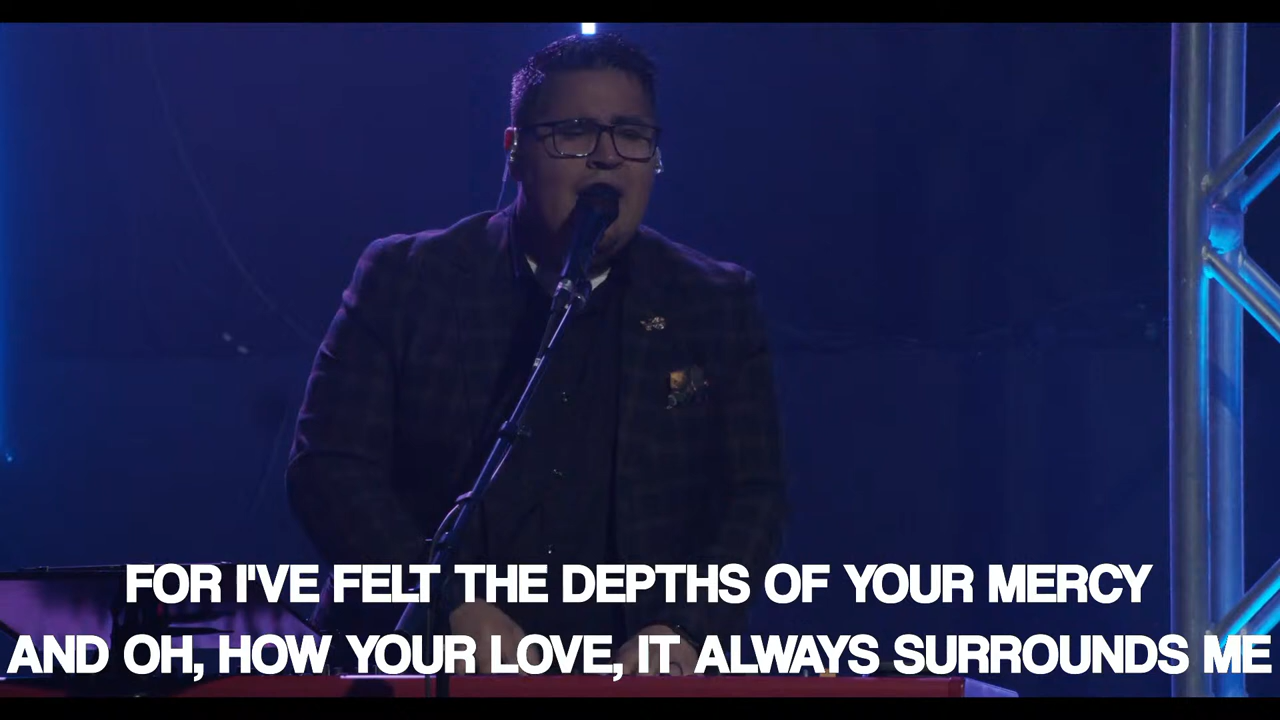 FOR I'VE FELT THE DEPTHS OF YOUR MERCY
AND OH, HOW YOUR LOVE, IT ALWAYS SURROUNDS ME